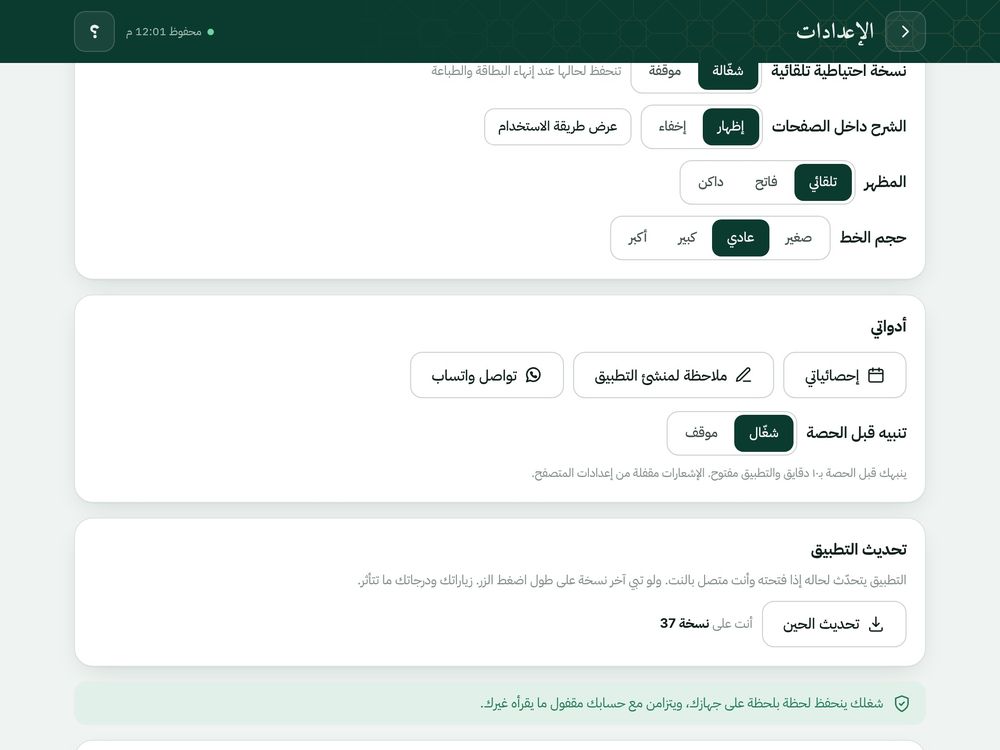 الإعدادات
محفوظ 12:01 م
؟
نسخة احتياطية تلقائية شغّالة موقفة تنحفظ لحالها عند إنهاء البطاقة والطباعة
الشرح داخل الصفحات إظهار إخفاء عرض طريقة الاستخدام
المظهر تلقائي فاتح داكن
حجم الخط صغير عادي كبير أكبر
أدواتي
إحصائياتي ملاحظة لمنشئ التطبيق تواصل واتساب
تنبيه قبل الحصة شغّال موقف
ينبهك قبل الحصة بـ١٠ دقايق والتطبيق مفتوح. الإشعارات مقفلة من إعدادات المتصفح.
تحديث التطبيق
التطبيق يتحدّث لحاله إذا فتحته وأنت متصل بالنت. ولو تبي آخر نسخة على طول اضغط الزر. زياراتك ودرجاتك ما تتأثر.
تحديث الحين أنت على نسخة 37
شغلك ينحفظ لحظة بلحظة على جهازك، ويتزامن مع حسابك مقفول ما يقرأه غيرك.